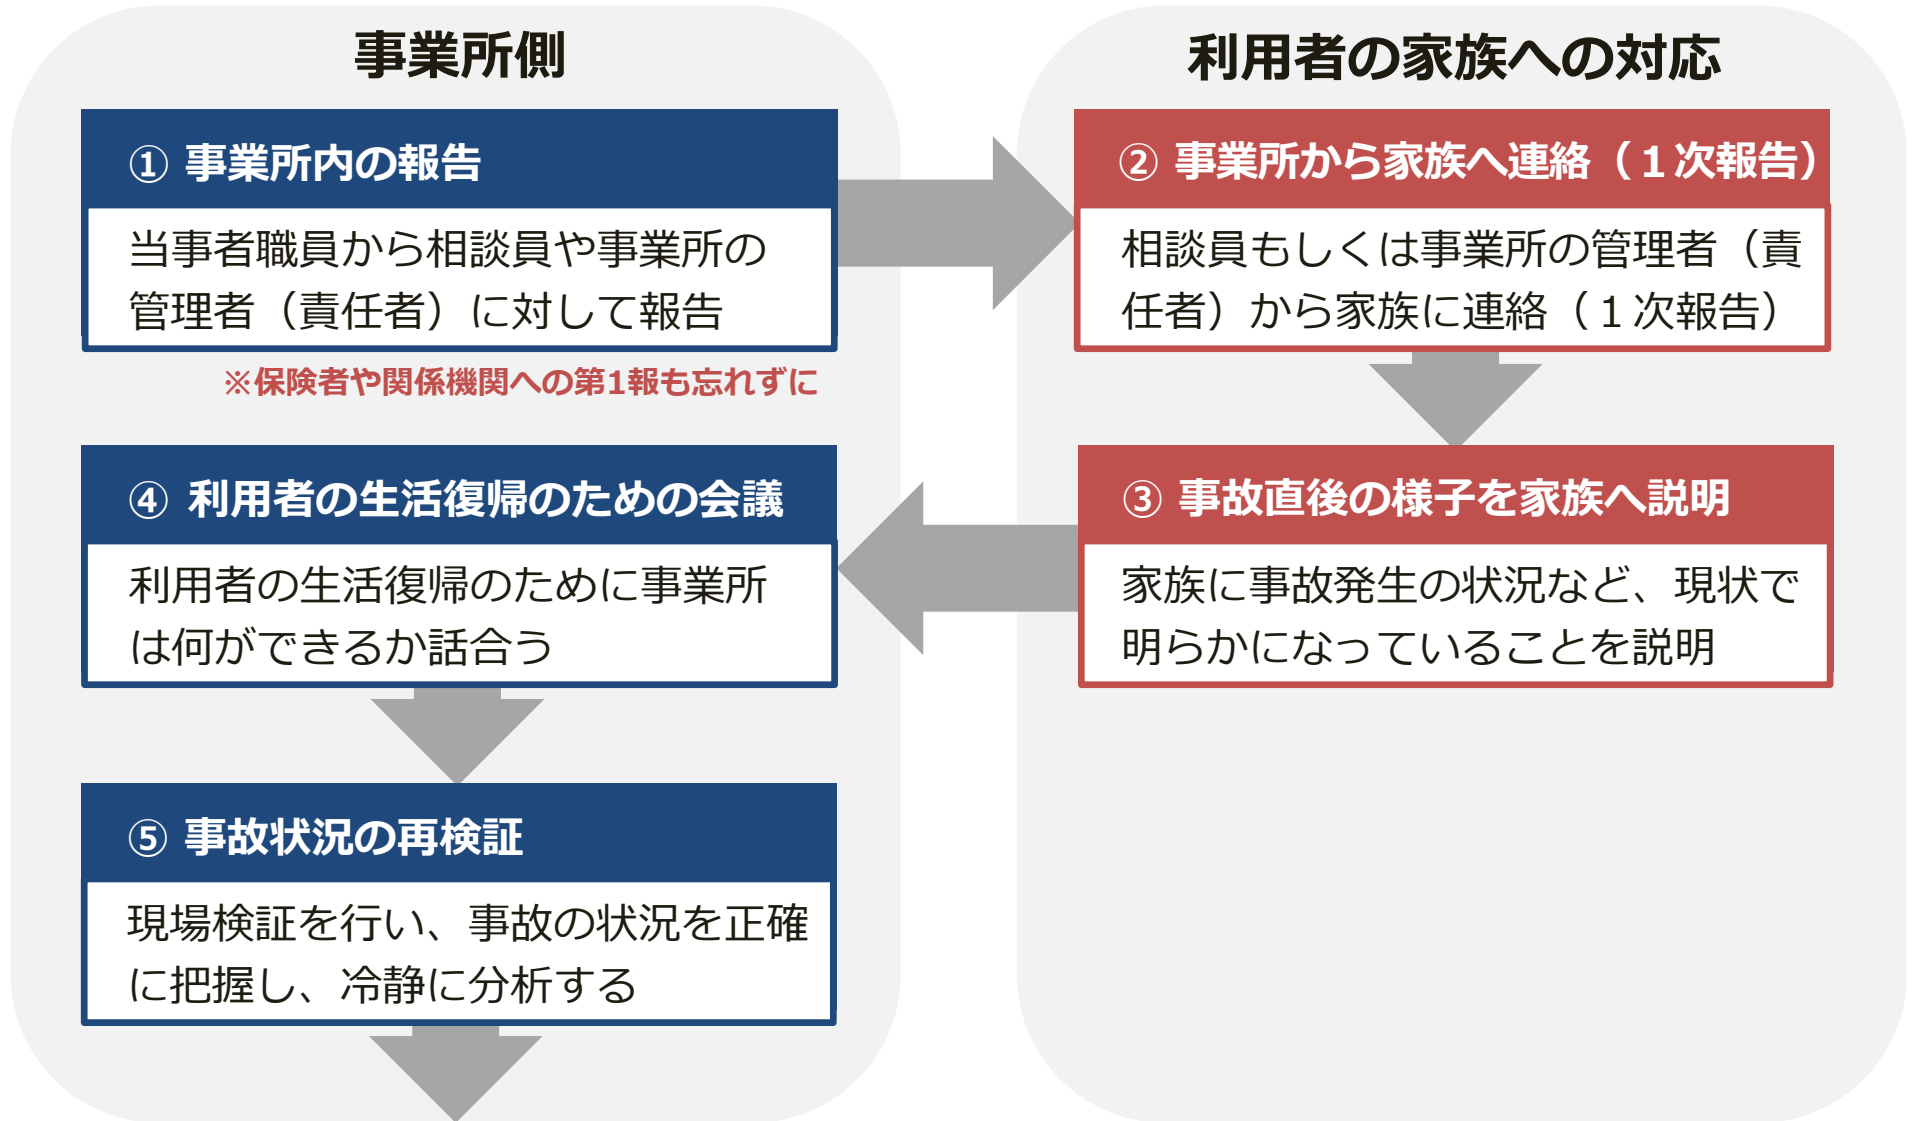 事業所側
① 事業所内の報告
当事者職員から相談員や事業所の
管理者（責任者）に対して報告
※保険者や関係機関への第1報も忘れずに
利用者の家族への対応
② 事業所から家族へ連絡（１次報告）
相談員もしくは事業所の管理者（責
任者）から家族に連絡（１次報告）
③ 事故直後の様子を家族へ説明
家族に事故発生の状況など、現状で
明らかになっていることを説明
④ 利用者の生活復帰のための会議
利用者の生活復帰のために事業所
は何ができるか話合う
⑤ 事故状況の再検証
現場検証を行い、事故の状況を正確
に把握し、冷静に分析する